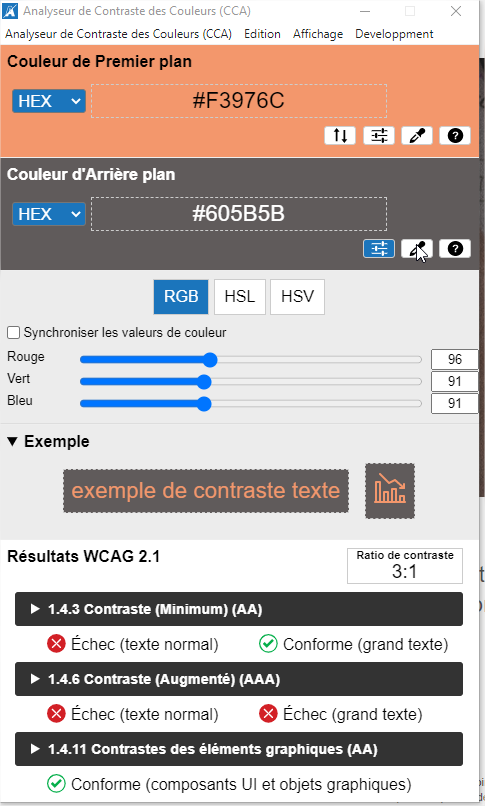 Analyseur de Contraste des Couleurs (CCA)
Analyseur de Contraste des Couleurs (CCA) Edition Affichage Developpment
Couleur de Premier plan
HEX #F3976C
Couleur d'Arrière plan
HEX #605B5B
RGB HSL HSV
Synchroniser les valeurs de couleur
Rouge 96
Vert 91
Bleu 91
Exemple
exemple de contraste texte
Résultats WCAG 2.1
Ratio de contraste
3:1
1.4.3 Contraste (Minimum) (AA)
Échec (texte normal) Conforme (grand texte)
1.4.6 Contraste (Augmenté) (AAA)
Échec (texte normal) Échec (grand texte)
1.4.11 Contrastes des éléments graphiques (AA)
Conforme (composants UI et objets graphiques)